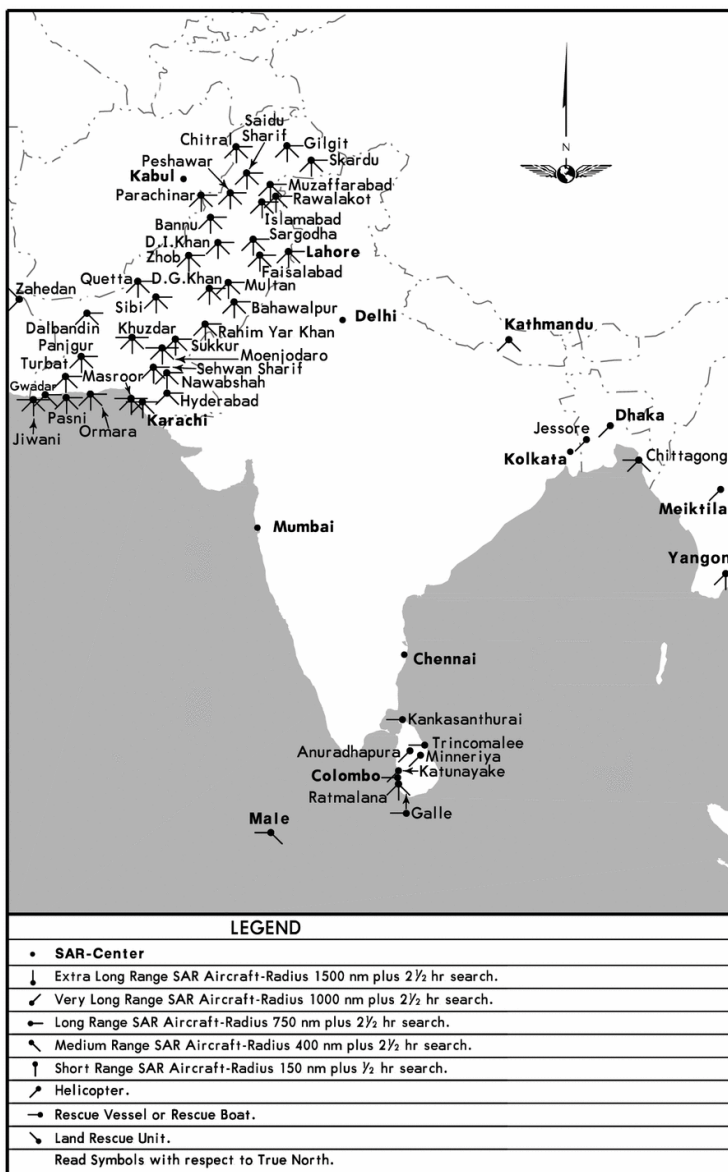 Saidu
Sharif
Chitral
Gilgit
Peshawar
Skardu
Kabul
Muzaffarabad
Parachinar
Rawalakot
Islamabad
Bannu
Sargodha
D.I.Khan
Lahore
Zhob
Faisalabad
Quetta
D.G.Khan
Multan
Zahedan
Sibi
Bahawalpur
Delhi
Dalbandin
Khuzdar
Rahim Yar Khan
Kathmandu
Panjgur
Sukkur
Moenjodaro
Turbat
Masroor
Sehwan Sharif
Gwadar
Nawabshah
Hyderabad
Pasni
Karachi
Jiwani
Ormara
Dhaka
Jessore
Kolkata
Chittagong
Meiktila
Mumbai
Yangon
Chennai
Kankasanthurai
Trincomalee
Anuradhapura
Minneriya
Colombo
Katunayake
Ratmalana
Male
Galle
N
LEGEND
SAR-Center
Extra Long Range SAR Aircraft-Radius 1500 nm plus 2½ hr search.
Very Long Range SAR Aircraft-Radius 1000 nm plus 2½ hr search.
Long Range SAR Aircraft-Radius 750 nm plus 2½ hr search.
Medium Range SAR Aircraft-Radius 400 nm plus 2½ hr search.
Short Range SAR Aircraft-Radius 150 nm plus ½ hr search.
Helicopter.
Rescue Vessel or Rescue Boat.
Land Rescue Unit.
Read Symbols with respect to True North.